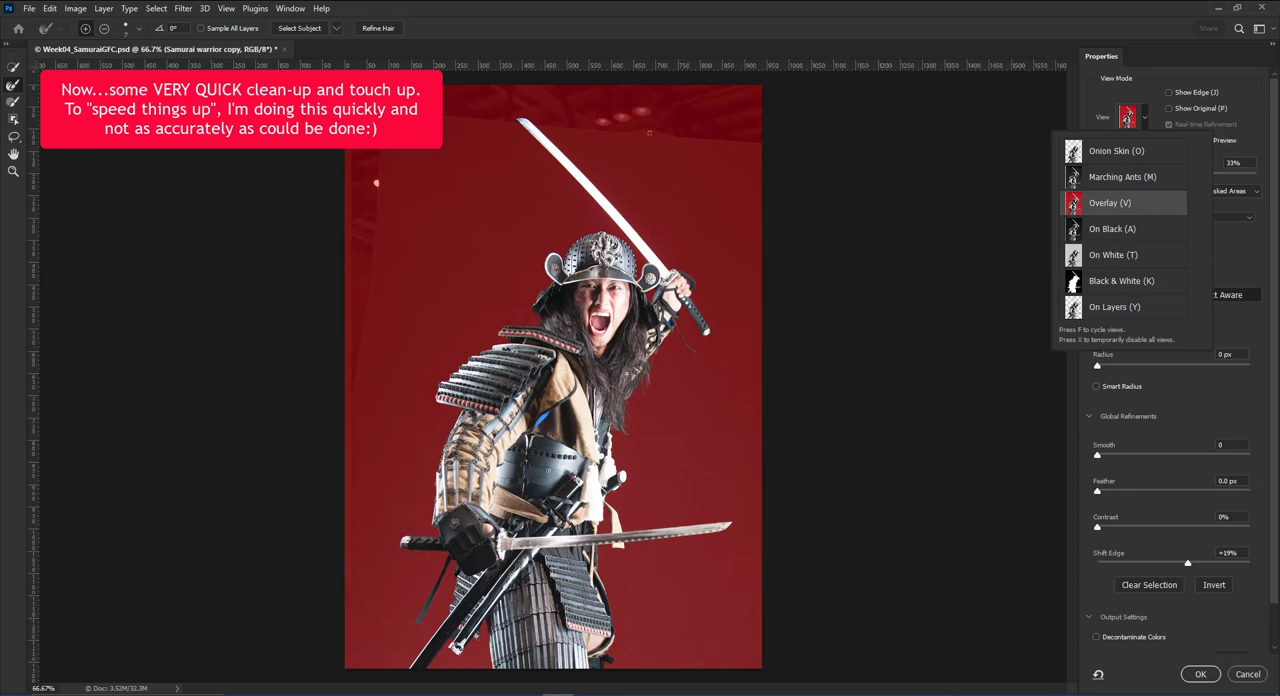 Ps File Edit Image Layer Type Select Filter 3D View Plugins Window Help
0° Sample All Layers Select Subject Refine Hair Share
© Week04_SamuraiGFC.psd @ 66.7% (Samurai warrior copy, RGB/8*) *
Now...some VERY QUICK clean-up and touch up.
To "speed things up", I'm doing this quickly and
not as accurately as could be done:)
Properties
View Mode
Show Edge (J)
Show Original (P)
View
Real-time Refinement
Preview
Onion Skin (O)
33%
Marching Ants (M)
sked Areas
Overlay (V)
On Black (A)
On White (T)
Black & White (K)
ct Aware
On Layers (Y)
Press F to cycle views.
Press X to temporarily disable all views.
Radius 0 px
Smart Radius
Global Refinements
Smooth 0
Feather 0.0 px
Contrast 0%
Shift Edge +19%
Clear Selection Invert
Output Settings
Decontaminate Colors
OK Cancel
66.67% © Doc: 3.52M/32.3M